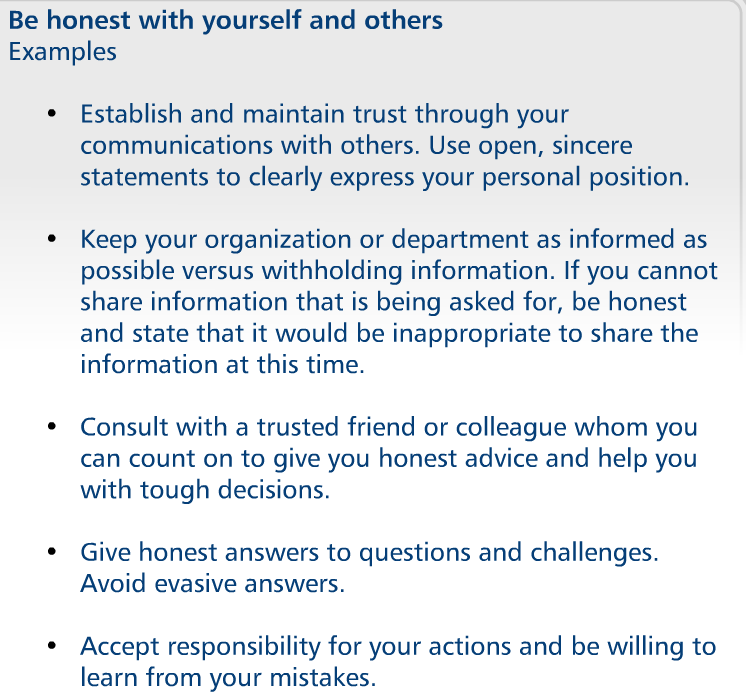 Be honest with yourself and others
Examples
• Establish and maintain trust through your
communications with others. Use open, sincere
statements to clearly express your personal position.
• Keep your organization or department as informed as
possible versus withholding information. If you cannot
share information that is being asked for, be honest
and state that it would be inappropriate to share the
information at this time.
• Consult with a trusted friend or colleague whom you
can count on to give you honest advice and help you
with tough decisions.
• Give honest answers to questions and challenges.
Avoid evasive answers.
• Accept responsibility for your actions and be willing to
learn from your mistakes.